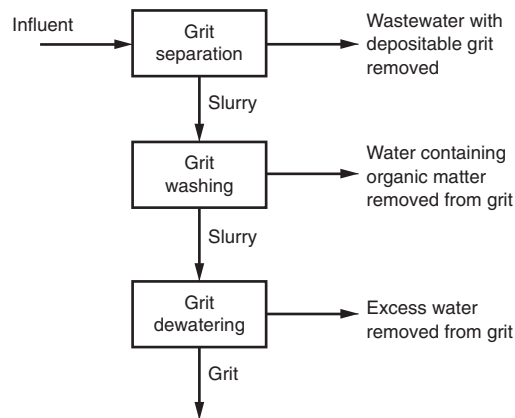 Influent
Grit
separation
Wastewater with
depositable grit
removed
Slurry
Grit
washing
Water containing
organic matter
removed from grit
Slurry
Grit
dewatering
Excess water
removed from grit
Grit